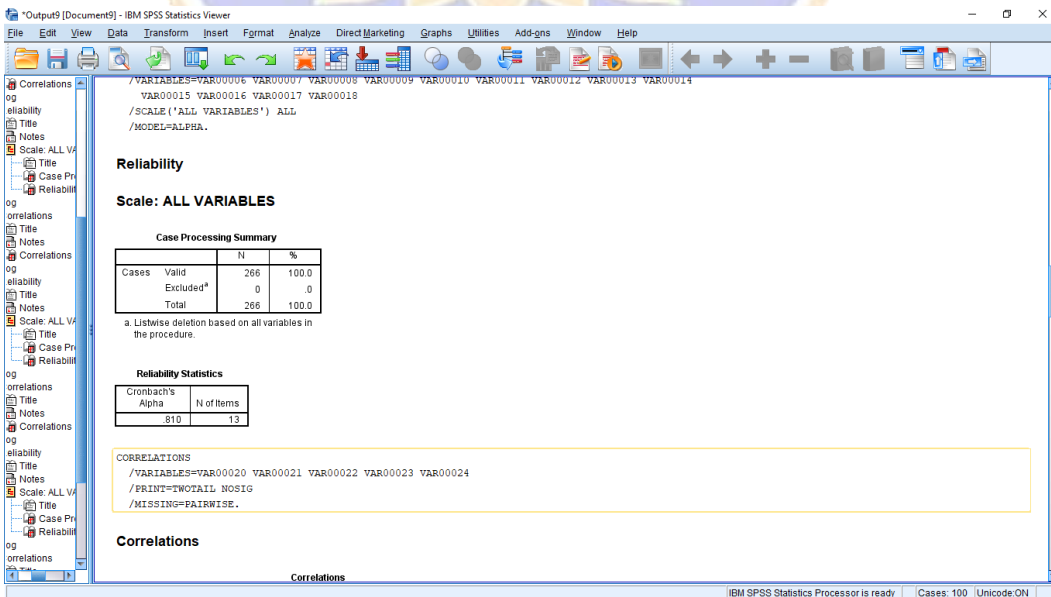 *Output9 [Document9] - IBM SPSS Statistics Viewer
File Edit View Data Transform Insert Format Analyze Direct Marketing Graphs Utilities Add-ons Window Help
Correlations
og
eliability
Title
Notes
Scale: ALL VA
Title
Case Pr
Reliabilit
og
orrelations
Title
Notes
Correlations
og
eliability
Title
Notes
Scale: ALL VA
Title
Case Pr
Reliabilit
og
orrelations
Title
Notes
Correlations
og
eliability
Title
Notes
Scale: ALL VA
Title
Case Pr
Reliabilit
og
orrelations
/VARIABLES=VAR00006 VAR00007 VAR00008 VAR00009 VAR00010 VAR00011 VAR00012 VAR00013 VAR00014
VAR00015 VAR00016 VAR00017 VAR00018
/SCALE('ALL VARIABLES') ALL
/MODEL=ALPHA.
Reliability
Scale: ALL VARIABLES
Case Processing Summary
N %
Cases Valid 266 100.0
Excludedᵃ 0 .0
Total 266 100.0
a. Listwise deletion based on all variables in
the procedure.
Reliability Statistics
Cronbach's
Alpha N of Items
.810 13
CORRELATIONS
/VARIABLES=VAR00020 VAR00021 VAR00022 VAR00023 VAR00024
/PRINT=TWOTAIL NOSIG
/MISSING=PAIRWISE.
Correlations
Correlations
IBM SPSS Statistics Processor is ready Cases: 100 Unicode:ON